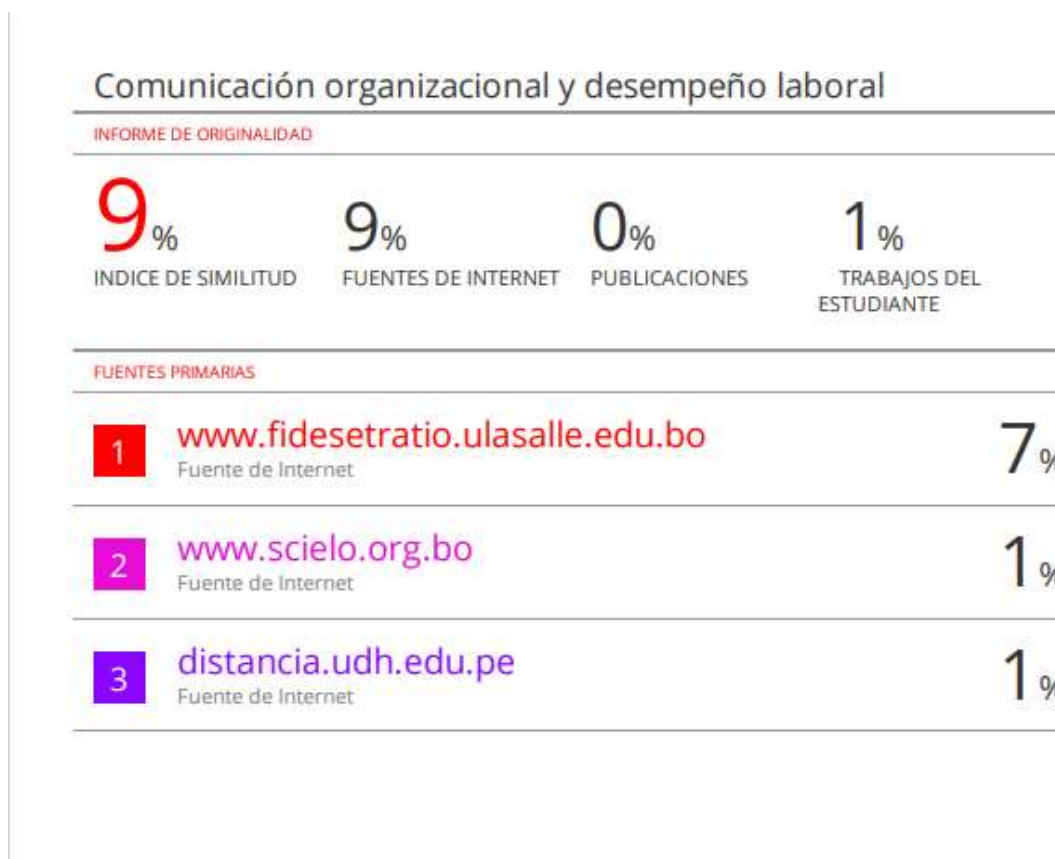 Comunicación organizacional y desempeño laboral
INFORME DE ORIGINALIDAD
9% 9% 0% 1%
INDICE DE SIMILITUD FUENTES DE INTERNET PUBLICACIONES TRABAJOS DEL
ESTUDIANTE
FUENTES PRIMARIAS
1 www.fidesetratio.ulasalle.edu.bo 7%
Fuente de Internet
2 www.scielo.org.bo 1%
Fuente de Internet
3 distancia.udh.edu.pe 1%
Fuente de Internet